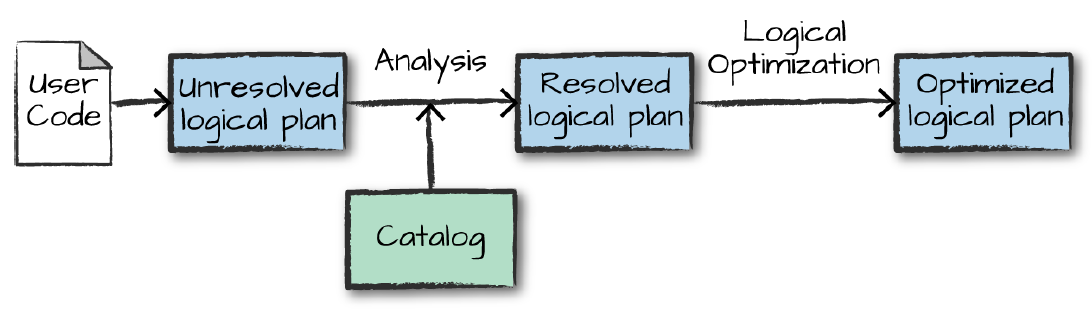 User
Code
Unresolved
logical plan
Analysis
Catalog
Resolved
logical plan
Logical
Optimization
Optimized
logical plan